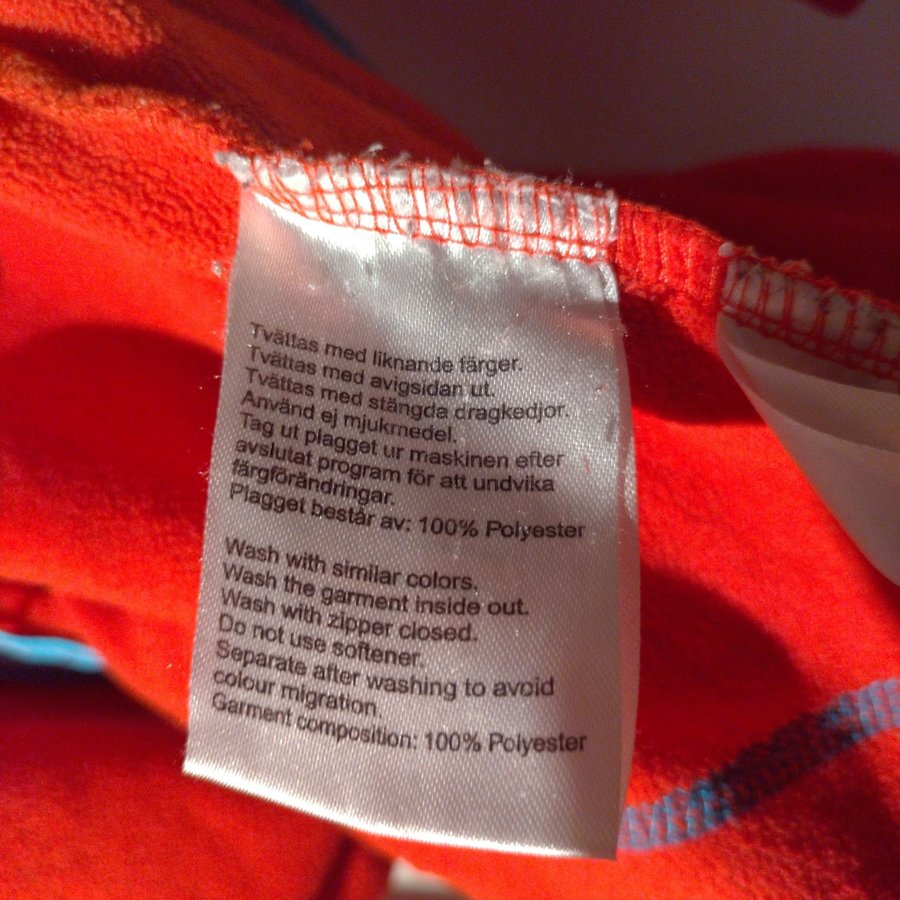 Tvättas med liknande färger.
Tvättas med avigsidan ut.
Tvättas med stängda dragkedjor.
Använd ej mjukmedel.
Tag ut plagget ur maskinen efter
avslutat program för att undvika
färgförändringar.
Plagget består av: 100% Polyester
Wash with similar colors.
Wash the garment inside out.
Wash with zipper closed.
Do not use softener.
Separate after washing to avoid
colour migration.
Garment composition: 100% Polyester